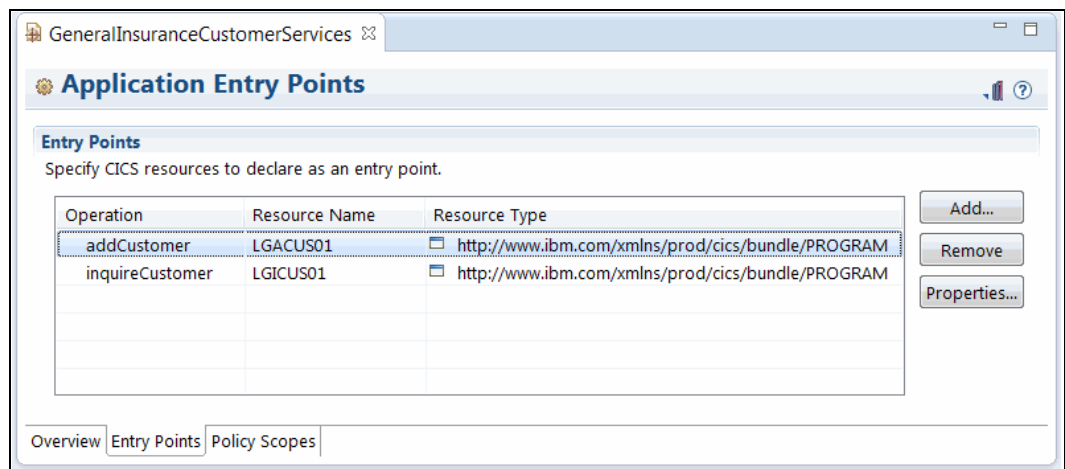 GeneralInsuranceCustomerServices
Application Entry Points
Entry Points
Specify CICS resources to declare as an entry point.
Operation Resource Name Resource Type
addCustomer LGACUS01 http://www.ibm.com/xmlns/prod/cics/bundle/PROGRAM
inquireCustomer LGICUS01 http://www.ibm.com/xmlns/prod/cics/bundle/PROGRAM
Add...
Remove
Properties...
Overview Entry Points Policy Scopes